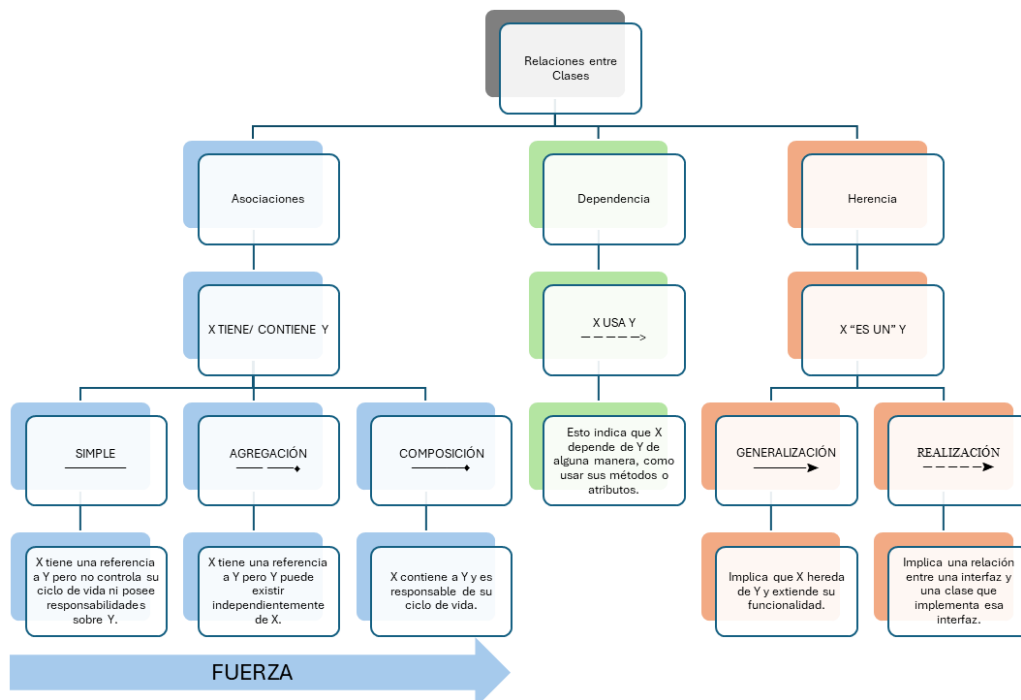 Relaciones entre
Clases
Asociaciones
Dependencia
Herencia
X TIENE/ CONTIENE Y
X USA Y
X “ES UN” Y
SIMPLE
AGREGACIÓN
COMPOSICIÓN
Esto indica que X
depende de Y de
alguna manera, como
usar sus métodos o
atributos.
GENERALIZACIÓN
REALIZACIÓN
X tiene una referencia
a Y pero no controla su
ciclo de vida ni posee
responsabilidades
sobre Y.
X tiene una referencia
a Y pero Y puede
existir
independientemente
de X.
X contiene a Y y es
responsable de su
ciclo de vida.
Implica que X hereda
de Y y extiende su
funcionalidad.
Implica una relación
entre una interfaz y
una clase que
implementa esa
interfaz.
FUERZA